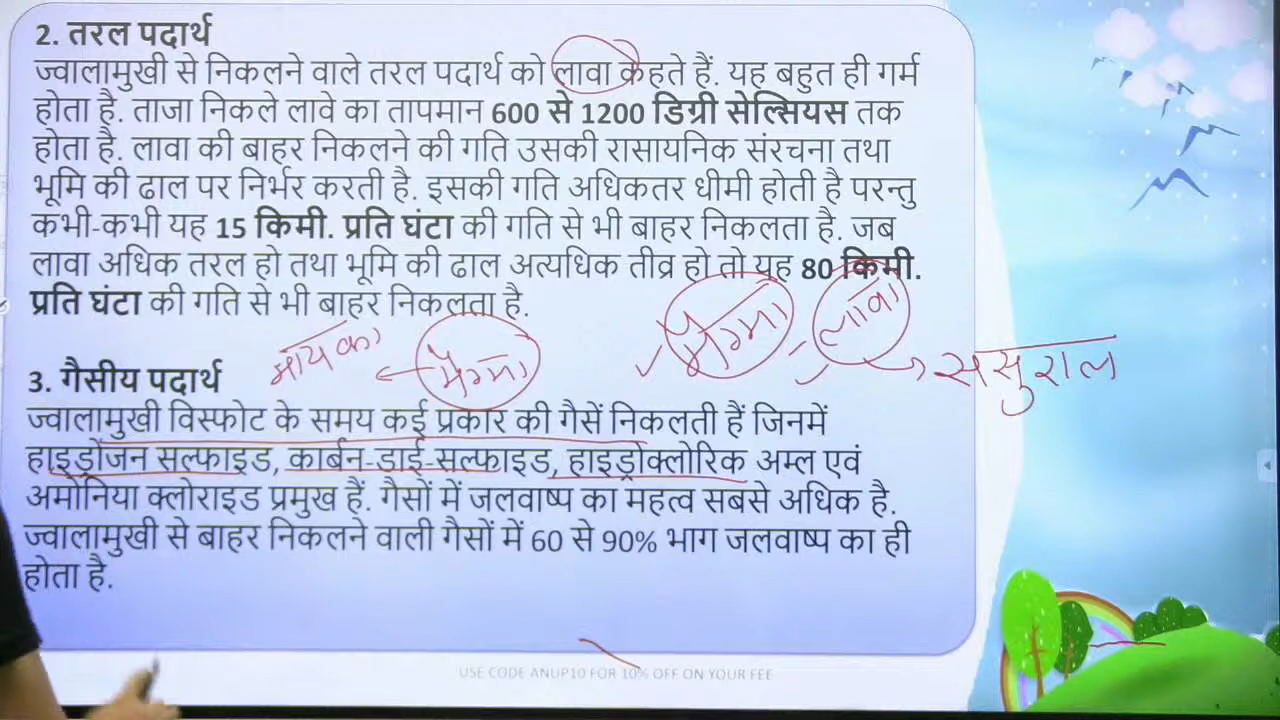 2. तरल पदार्थ
ज्वालामुखी से निकलने वाले तरल पदार्थ को लावा कहते हैं. यह बहुत ही गर्म
होता है. ताजा निकले लावे का तापमान 600 से 1200 डिग्री सेल्सियस तक
होता है. लावा की बाहर निकलने की गति उसकी रासायनिक संरचना तथा
भूमि की ढाल पर निर्भर करती है. इसकी गति अधिकतर धीमी होती है परन्तु
कभी-कभी यह 15 किमी. प्रति घंटा की गति से भी बाहर निकलता है. जब
लावा अधिक तरल हो तथा भूमि की ढाल अत्यधिक तीव्र हो तो यह 80 किमी.
प्रति घंटा की गति से भी बाहर निकलता है.
मायका मैग्मा मैग्मा लावा ससुराल
3. गैसीय पदार्थ
ज्वालामुखी विस्फोट के समय कई प्रकार की गैसें निकलती हैं जिनमें
हाइड्रोजन सल्फाइड, कार्बन-डाई-सल्फाइड, हाइड्रोक्लोरिक अम्ल एवं
अमोनिया क्लोराइड प्रमुख हैं. गैसों में जलवाष्प का महत्व सबसे अधिक है.
ज्वालामुखी से बाहर निकलने वाली गैसों में 60 से 90% भाग जलवाष्प का ही
होता है.
USE CODE ANUP10 FOR 10% OFF ON YOUR FEE